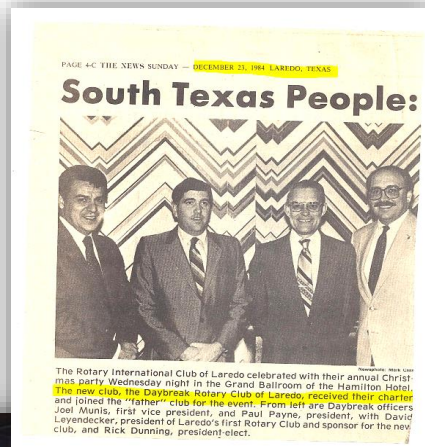 PAGE 4-C THE NEWS SUNDAY — DECEMBER 23, 1984 LAREDO, TEXAS
South Texas People:
Newsphoto: Nick
The Rotary International Club of Laredo celebrated with their annual Christ-
mas party Wednesday night in the Grand Ballroom of the Hamilton Hotel.
The new club, the Daybreak Rotary Club of Laredo, received their charter
and joined the "father" club for the event. From left are Daybreak officers
Joel Munis, first vice president, and Paul Payne, president, with David
Leyendecker, president of Laredo's first Rotary Club and sponsor for the new
club, and Rick Dunning, president-elect.